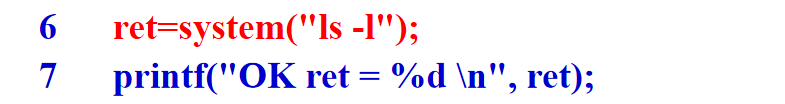 6 ret=system("ls -l");
7 printf("OK ret = %d \n", ret);